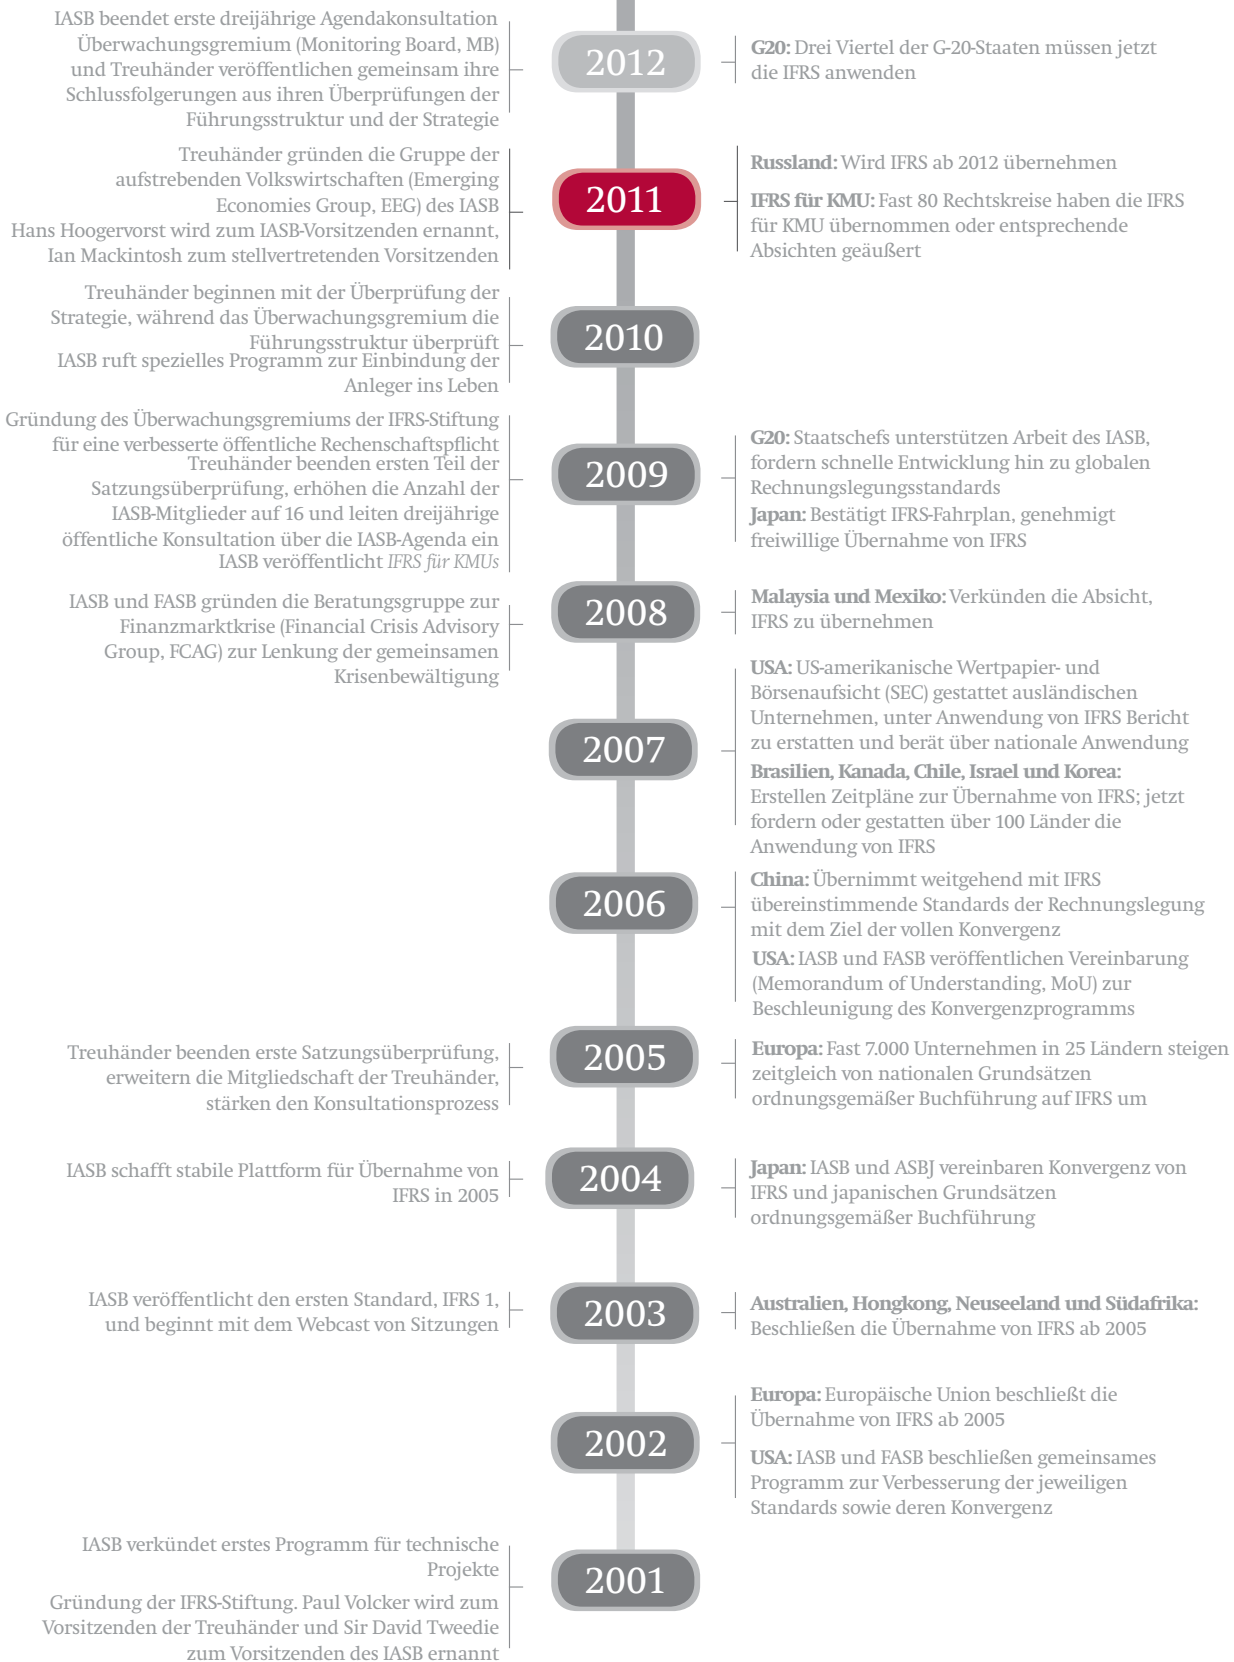 IASB beendet erste dreijährige Agendakonsultation
Überwachungsgremium (Monitoring Board, MB)
und Treuhänder veröffentlichen gemeinsam ihre
Schlussfolgerungen aus ihren Überprüfungen der
Führungsstruktur und der Strategie
2012
G20: Drei Viertel der G-20-Staaten müssen jetzt
die IFRS anwenden
Treuhänder gründen die Gruppe der
aufstrebenden Volkswirtschaften (Emerging
Economies Group, EEG) des IASB
Hans Hoogervorst wird zum IASB-Vorsitzenden ernannt,
Ian Mackintosh zum stellvertretenden Vorsitzenden
2011
Russland: Wird IFRS ab 2012 übernehmen
IFRS für KMU: Fast 80 Rechtskreise haben die IFRS
für KMU übernommen oder entsprechende
Absichten geäußert
Treuhänder beginnen mit der Überprüfung der
Strategie, während das Überwachungsgremium die
Führungsstruktur überprüft
IASB ruft spezielles Programm zur Einbindung der
Anleger ins Leben
2010
Gründung des Überwachungsgremiums der IFRS-Stiftung
für eine verbesserte öffentliche Rechenschaftspflicht
Treuhänder beenden ersten Teil der
Satzungsüberprüfung, erhöhen die Anzahl der
IASB-Mitglieder auf 16 und leiten dreijährige
öffentliche Konsultation über die IASB-Agenda ein
IASB veröffentlicht IFRS für KMUs
2009
G20: Staatschefs unterstützen Arbeit des IASB,
fordern schnelle Entwicklung hin zu globalen
Rechnungslegungsstandards
Japan: Bestätigt IFRS-Fahrplan, genehmigt
freiwillige Übernahme von IFRS
IASB und FASB gründen die Beratungsgruppe zur
Finanzmarktkrise (Financial Crisis Advisory
Group, FCAG) zur Lenkung der gemeinsamen
Krisenbewältigung
2008
Malaysia und Mexiko: Verkünden die Absicht,
IFRS zu übernehmen
2007
USA: US-amerikanische Wertpapier- und
Börsenaufsicht (SEC) gestattet ausländischen
Unternehmen, unter Anwendung von IFRS Bericht
zu erstatten und berät über nationale Anwendung
Brasilien, Kanada, Chile, Israel und Korea:
Erstellen Zeitpläne zur Übernahme von IFRS; jetzt
fordern oder gestatten über 100 Länder die
Anwendung von IFRS
2006
China: Übernimmt weitgehend mit IFRS
übereinstimmende Standards der Rechnungslegung
mit dem Ziel der vollen Konvergenz
USA: IASB und FASB veröffentlichen Vereinbarung
(Memorandum of Understanding, MoU) zur
Beschleunigung des Konvergenzprogramms
Treuhänder beenden erste Satzungsüberprüfung,
erweitern die Mitgliedschaft der Treuhänder,
stärken den Konsultationsprozess
2005
Europa: Fast 7.000 Unternehmen in 25 Ländern steigen
zeitgleich von nationalen Grundsätzen
ordnungsgemäßer Buchführung auf IFRS um
IASB schafft stabile Plattform für Übernahme von
IFRS in 2005
2004
Japan: IASB und ASBJ vereinbaren Konvergenz von
IFRS und japanischen Grundsätzen
ordnungsgemäßer Buchführung
IASB veröffentlicht den ersten Standard, IFRS 1,
und beginnt mit dem Webcast von Sitzungen
2003
Australien, Hongkong, Neuseeland und Südafrika:
Beschließen die Übernahme von IFRS ab 2005
2002
Europa: Europäische Union beschließt die
Übernahme von IFRS ab 2005
USA: IASB und FASB beschließen gemeinsames
Programm zur Verbesserung der jeweiligen
Standards sowie deren Konvergenz
IASB verkündet erstes Programm für technische
Projekte
Gründung der IFRS-Stiftung. Paul Volcker wird zum
Vorsitzenden der Treuhänder und Sir David Tweedie
zum Vorsitzenden des IASB ernannt
2001